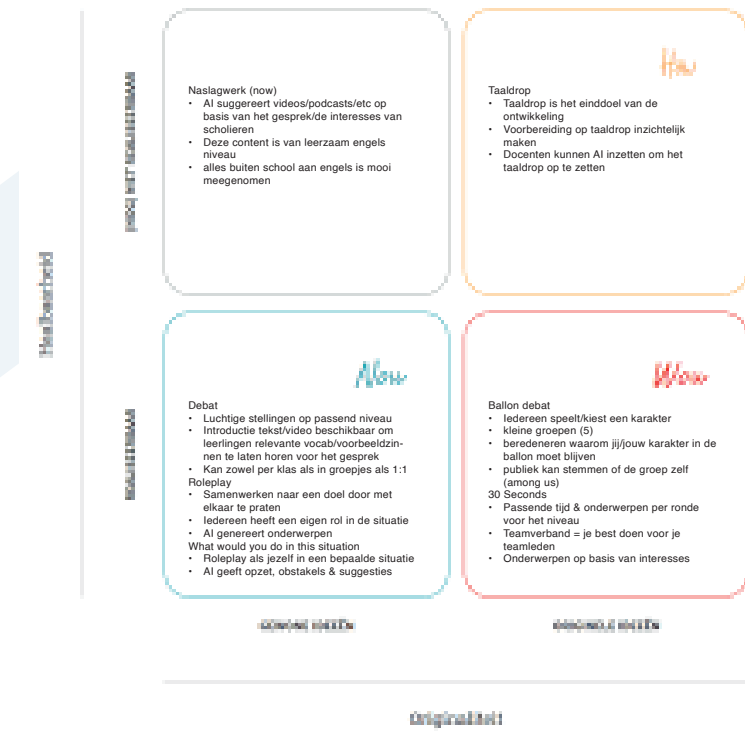 Naslagwerk (now)
• AI suggereert videos/podcasts/etc op
basis van het gesprek/de interesses van
scholieren
• Deze content is van leerzaam engels
niveau
• alles buiten school aan engels is mooi
meegenomen
Taaldrop
• Taaldrop is het einddoel van de
ontwikkeling
• Voorbereiding op taaldrop inzichtelijk
maken
• Docenten kunnen AI inzetten om het
taaldrop op te zetten
Haalbaarheid
(NOG) NIET REALISEERBAAR
REALISEERBAAR
Now
Debat
• Luchtige stellingen op passend niveau
• Introductie tekst/video beschikbaar om
leerlingen relevante vocab/voorbeeldzin-
nen te laten horen voor het gesprek
• Kan zowel per klas als in groepjes als 1:1
Roleplay
• Samenwerken naar een doel door met
elkaar te praten
• Iedereen heeft een eigen rol in de situatie
• AI genereert onderwerpen
What would you do in this situation
• Roleplay als jezelf in een bepaalde situatie
• AI geeft opzet, obstakels & suggesties
Wow
Ballon debat
• Iedereen speelt/kiest een karakter
• kleine groepen (5)
• beredeneren waarom jij/jouw karakter in de
ballon moet blijven
• publiek kan stemmen of de groep zelf
(among us)
30 Seconds
• Passende tijd & onderwerpen per ronde
voor het niveau
• Teamverband = je best doen voor je
teamleden
• Onderwerpen op basis van interesses
GEWONE IDEEËN
ORIGINELE IDEEËN
Originaliteit